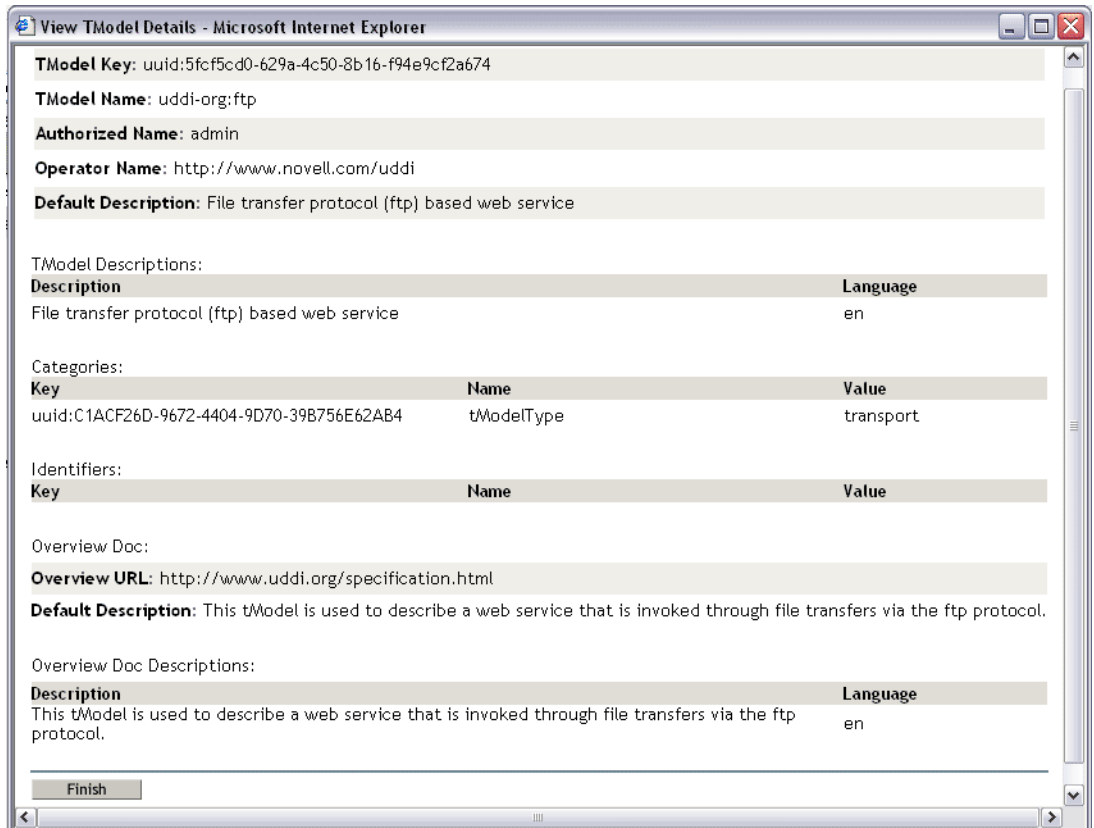 View TModel Details - Microsoft Internet Explorer
TModel Key: uuid:5fcf5cd0-629a-4c50-8b16-f94e9cf2a674
TModel Name: uddi-org:ftp
Authorized Name: admin
Operator Name: http://www.novell.com/uddi
Default Description: File transfer protocol (ftp) based web service
TModel Descriptions:
Description Language
File transfer protocol (ftp) based web service en
Categories:
Key Name Value
uuid:C1ACF26D-9672-4404-9D70-39B756E62AB4 tModelType transport
Identifiers:
Key Name Value
Overview Doc:
Overview URL: http://www.uddi.org/specification.html
Default Description: This tModel is used to describe a web service that is invoked through file transfers via the ftp protocol.
Overview Doc Descriptions:
Description Language
This tModel is used to describe a web service that is invoked through file transfers via the ftp en
protocol.
Finish